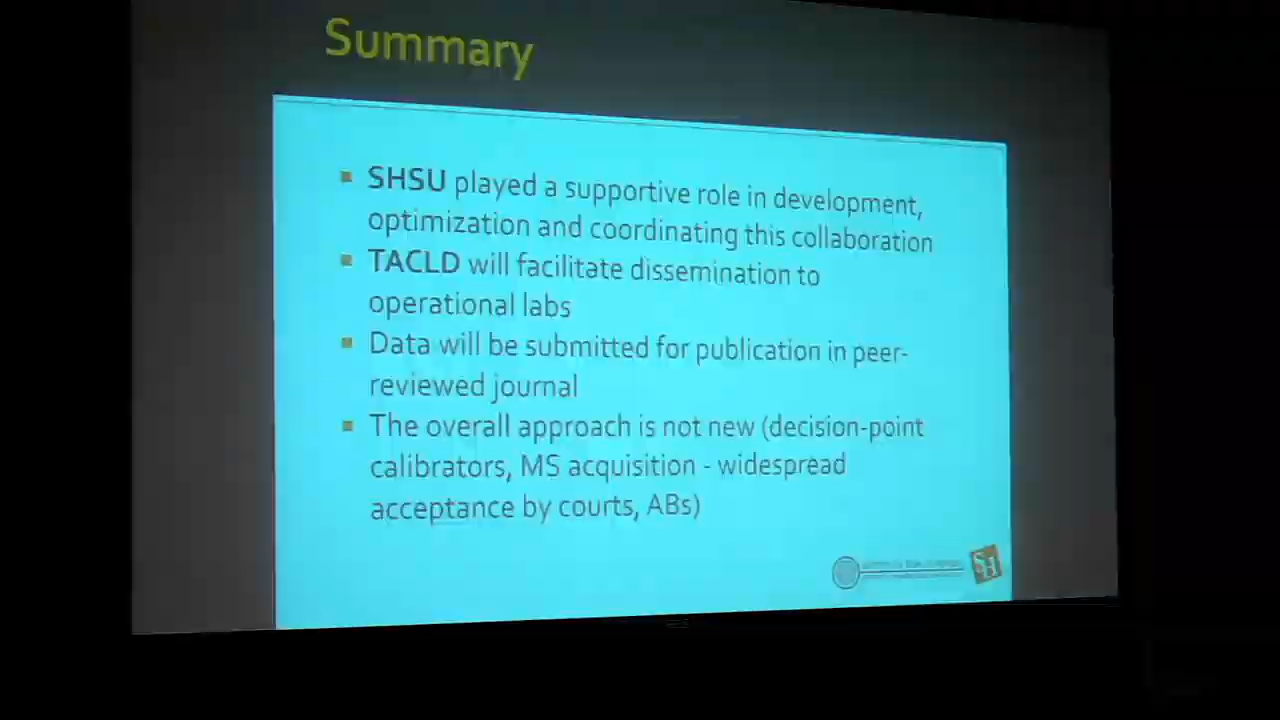 Summary
SHSU played a supportive role in development,
optimization and coordinating this collaboration
TACLD will facilitate dissemination to
operational labs
Data will be submitted for publication in peer-
reviewed journal
The overall approach is not new (decision-point
calibrators, MS acquisition - widespread
acceptance by courts, ABs)
SH